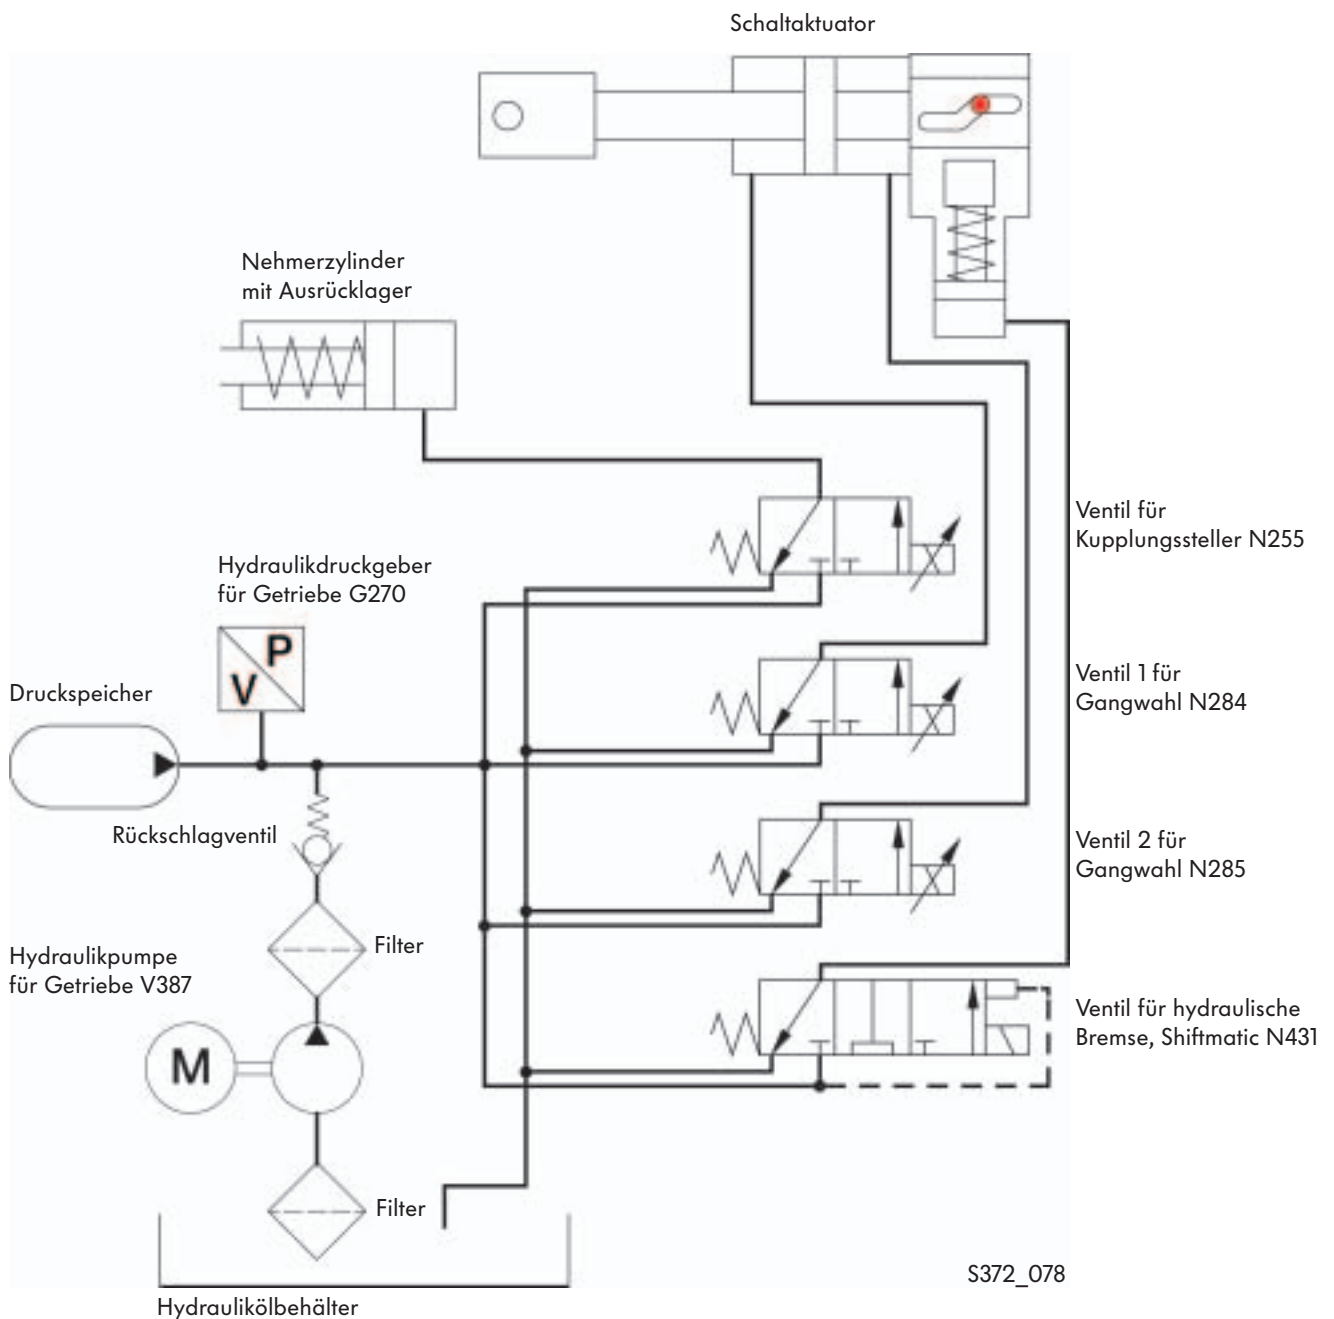 Schaltaktuator
Nehmerzylinder
mit Ausrücklager
Ventil für
Kupplungssteller N255
Hydraulikdruckgeber
für Getriebe G270
P
V
Druckspeicher
Ventil 1 für
Gangwahl N284
Rückschlagventil
Ventil 2 für
Gangwahl N285
Filter
Hydraulikpumpe
für Getriebe V387
M
Ventil für hydraulische
Bremse, Shiftmatic N431
Filter
S372_078
Hydraulikölbehälter